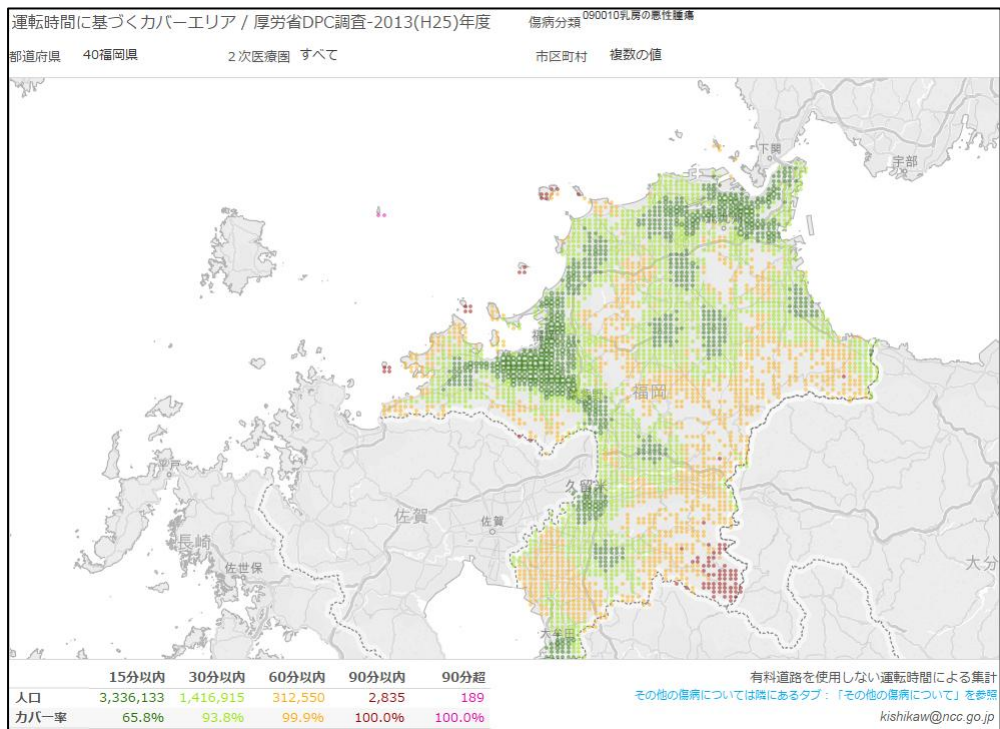 運転時間に基づくカバーエリア / 厚労省DPC調査-2013(H25)年度
傷病分類 090010乳房の悪性腫瘍
都道府県 40福岡県 2次医療圏 すべて 市区町村 複数の値
下関
宇部
福岡
久留米
佐賀
佐賀
平戸
長崎
佐世保
大分
大牟田
15分以内 30分以内 60分以内 90分以内 90分超
人口 3,336,133 1,416,915 312,550 2,835 189
カバー率 65.8% 93.8% 99.9% 100.0% 100.0%
有料道路を使用しない運転時間による集計
その他の傷病については隣にあるタブ：「その他の傷病について」を参照
kishikaw@ncc.go.jp